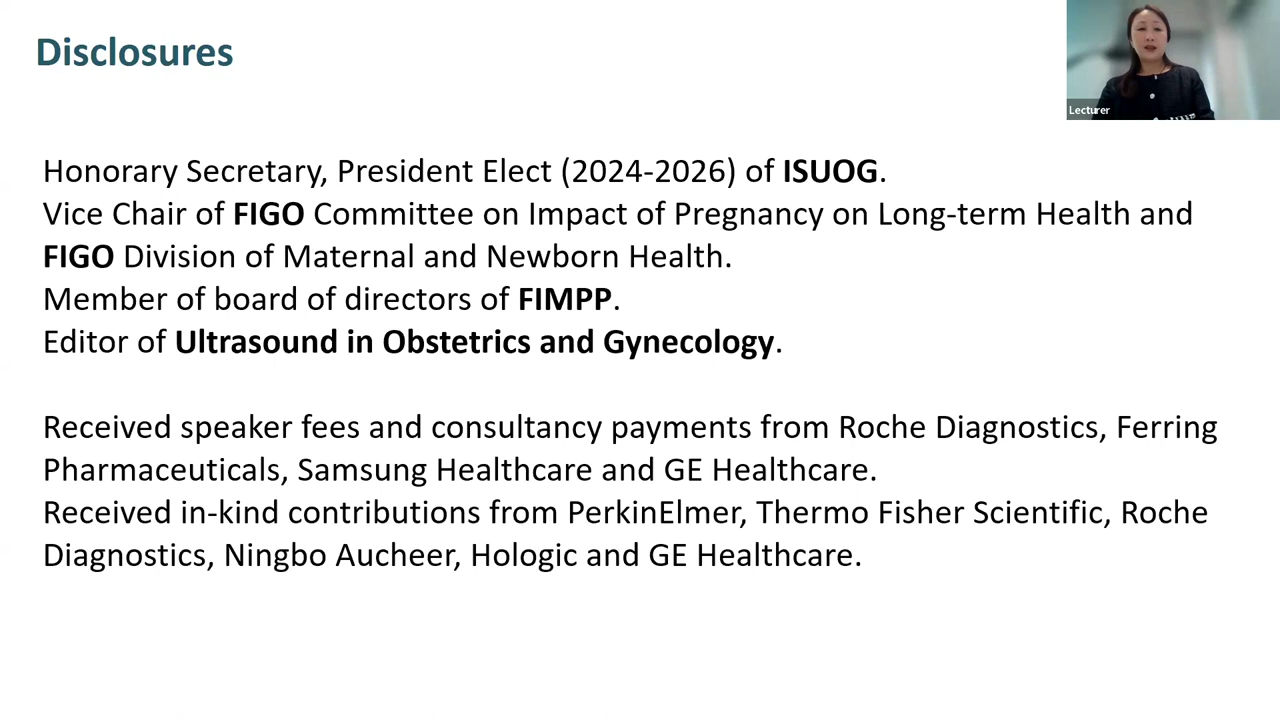 Disclosures
Lecturer
Honorary Secretary, President Elect (2024-2026) of ISUOG.
Vice Chair of FIGO Committee on Impact of Pregnancy on Long-term Health and
FIGO Division of Maternal and Newborn Health.
Member of board of directors of FIMPP.
Editor of Ultrasound in Obstetrics and Gynecology.
Received speaker fees and consultancy payments from Roche Diagnostics, Ferring
Pharmaceuticals, Samsung Healthcare and GE Healthcare.
Received in-kind contributions from PerkinElmer, Thermo Fisher Scientific, Roche
Diagnostics, Ningbo Aucheer, Hologic and GE Healthcare.